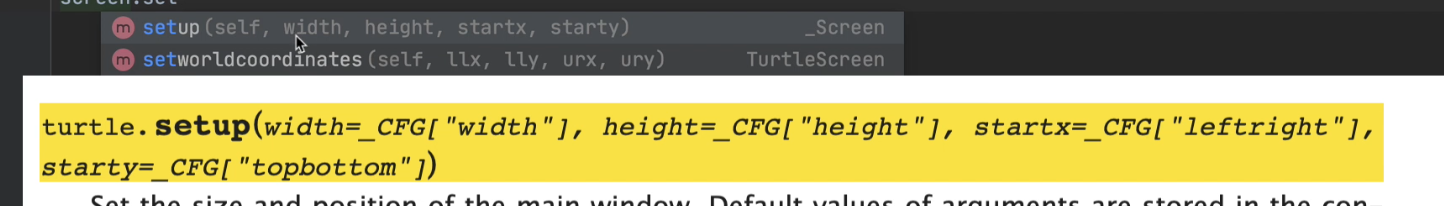 screen.set
m setup(self, width, height, startx, starty) _Screen
m setworldcoordinates(self, llx, lly, urx, ury) TurtleScreen
turtle.setup(width=_CFG["width"], height=_CFG["height"], startx=_CFG["leftright"],
starty=_CFG["topbottom"])
Set the size and position of the main window. Default values of arguments are stored in the con-